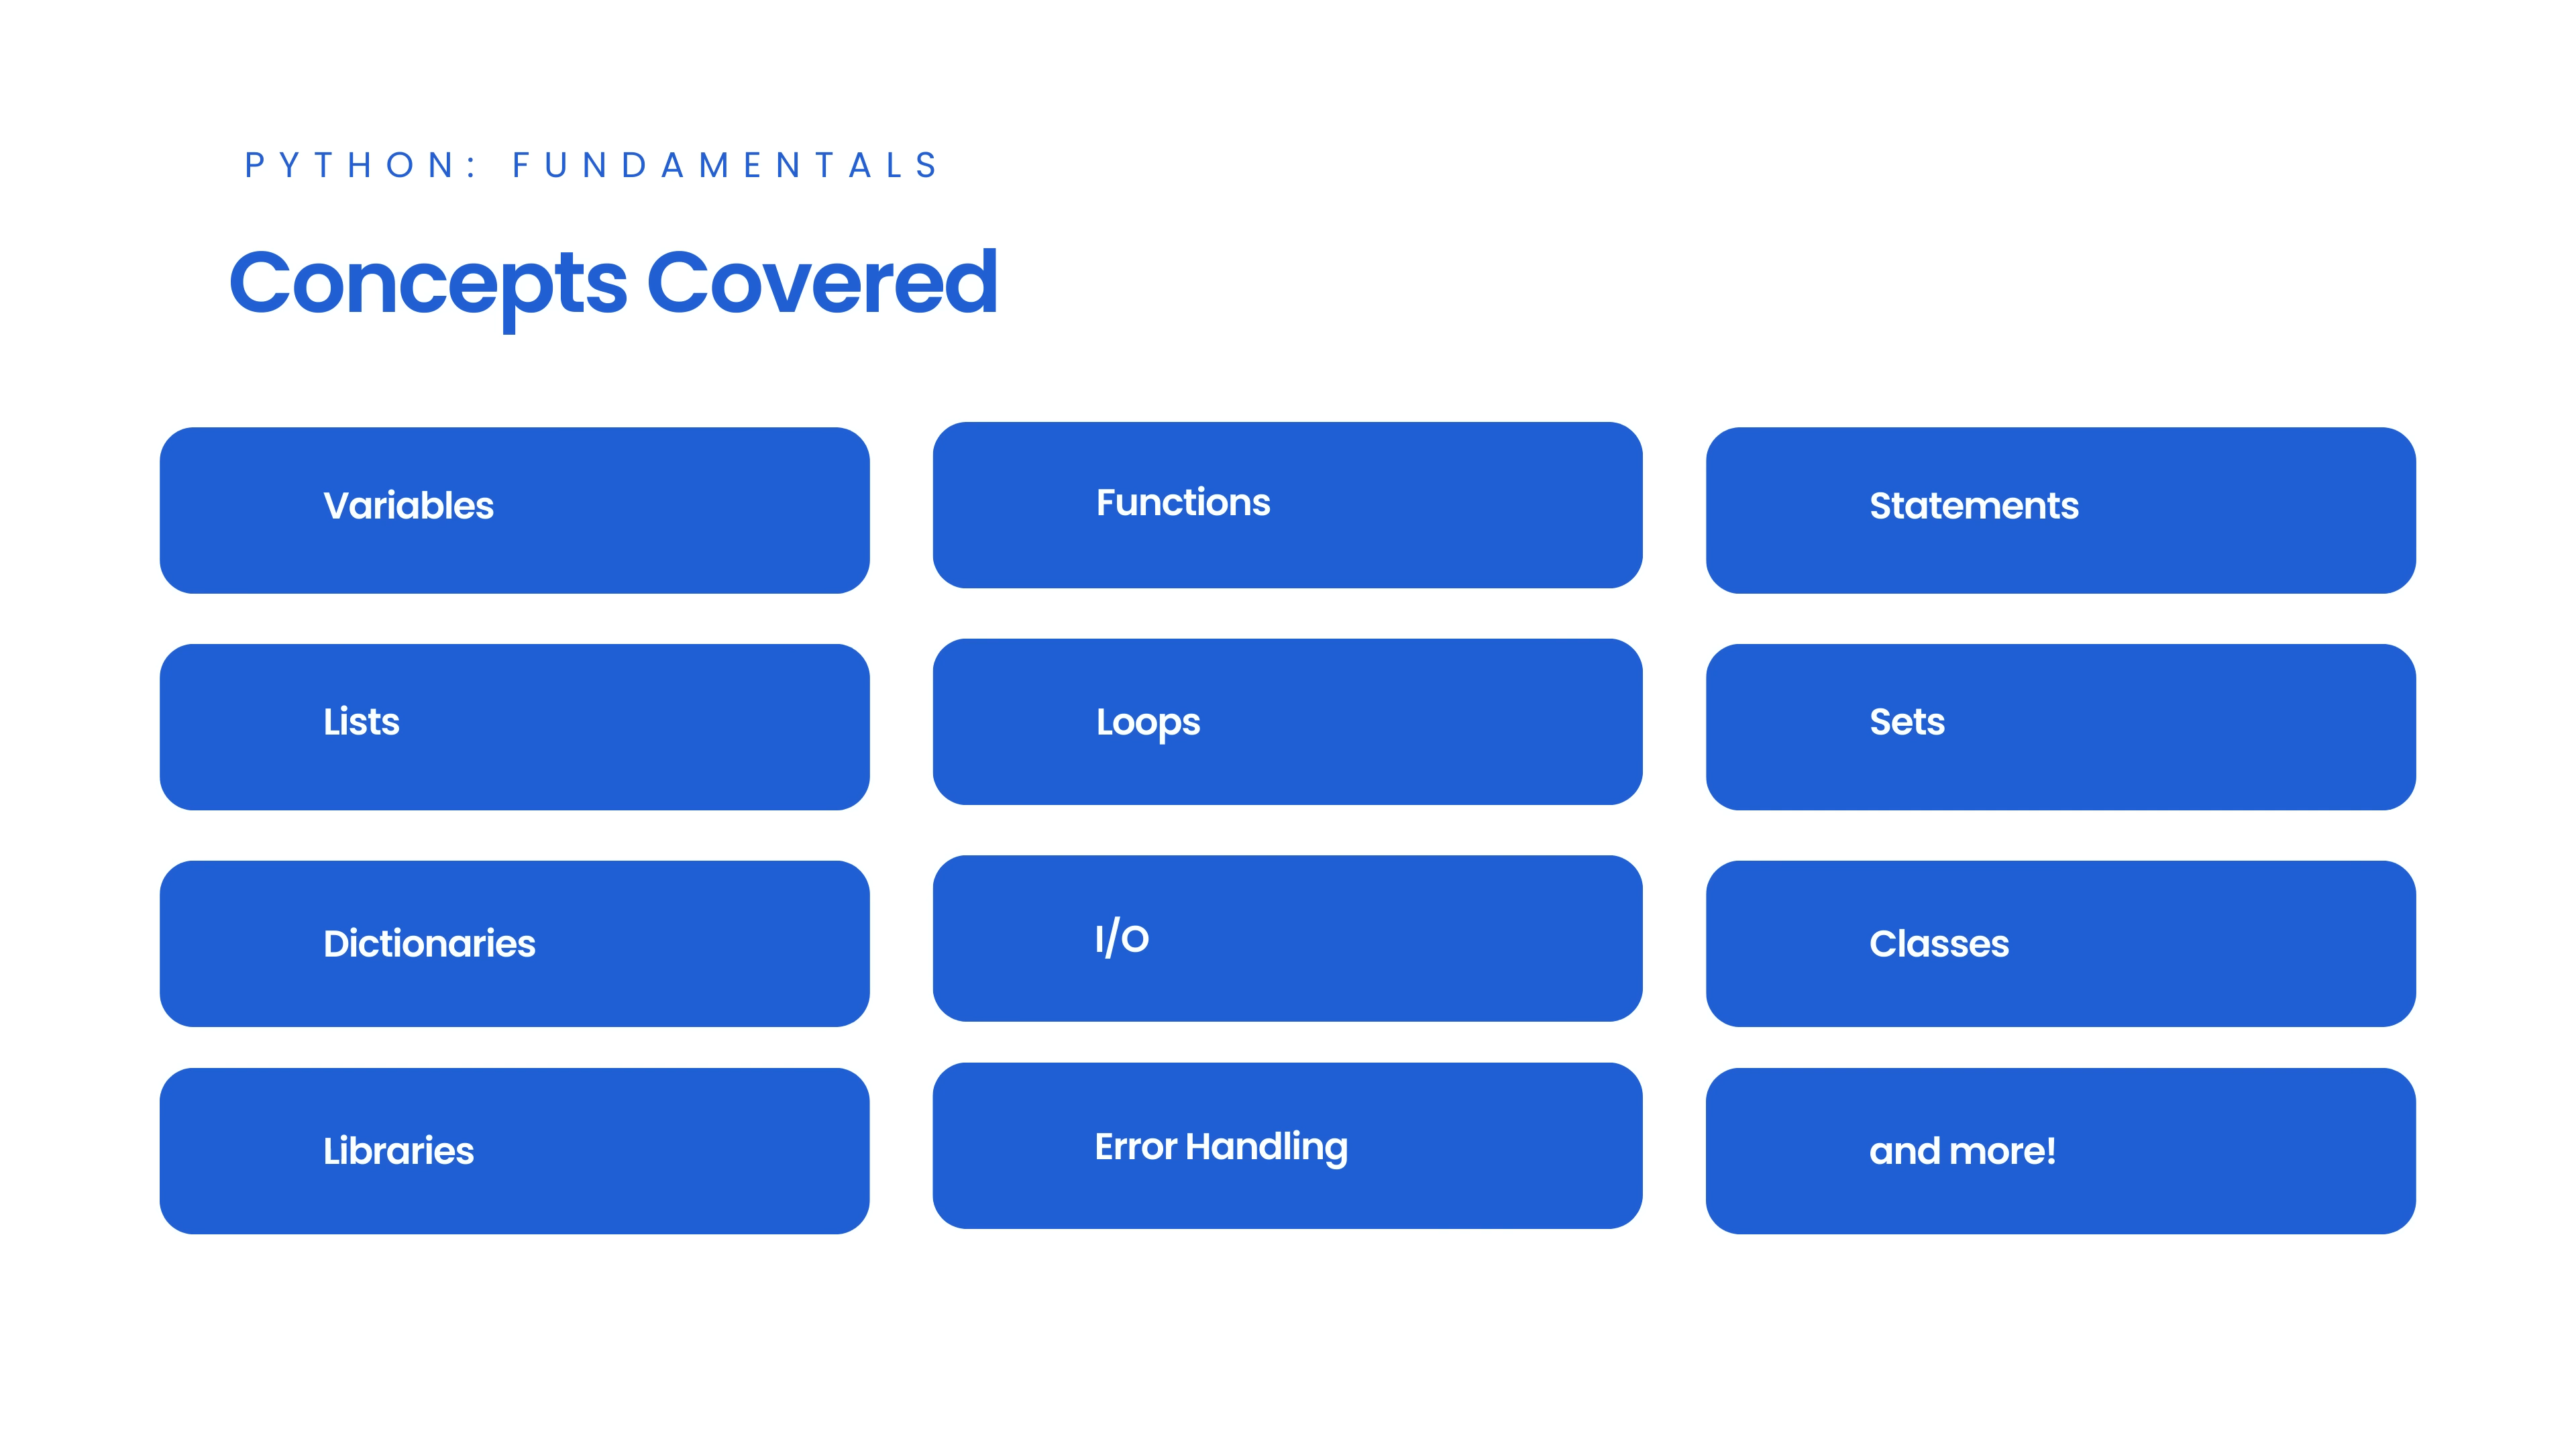 PYTHON: FUNDAMENTALS
Concepts Covered
Variables
Functions
Statements
Lists
Loops
Sets
Dictionaries
I/O
Classes
Libraries
Error Handling
and more!